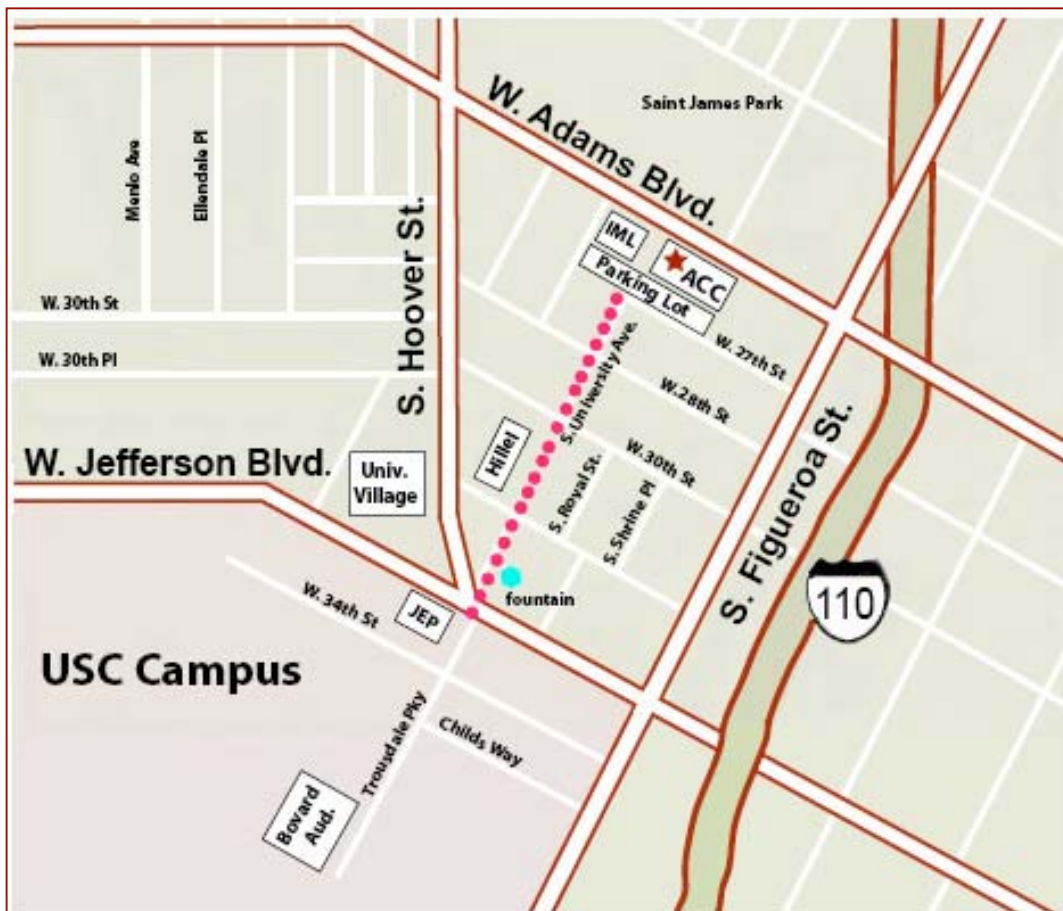 W. Adams Blvd.
Saint James Park
Menlo Ave
Ellendale Pl
S. Hoover St.
IML
ACC
Parking Lot
W. 27th St
W. 30th St
W. 30th Pl
S. University Ave.
W. 28th St
W. Jefferson Blvd.
Univ.
Village
Hillel
W. 30th St
S. Royal St.
S. Shrine Pl
S. Figueroa St.
110
fountain
W. 34th St
JEP
USC Campus
Trousdale Pky
Childs Way
Bovard
Aud.